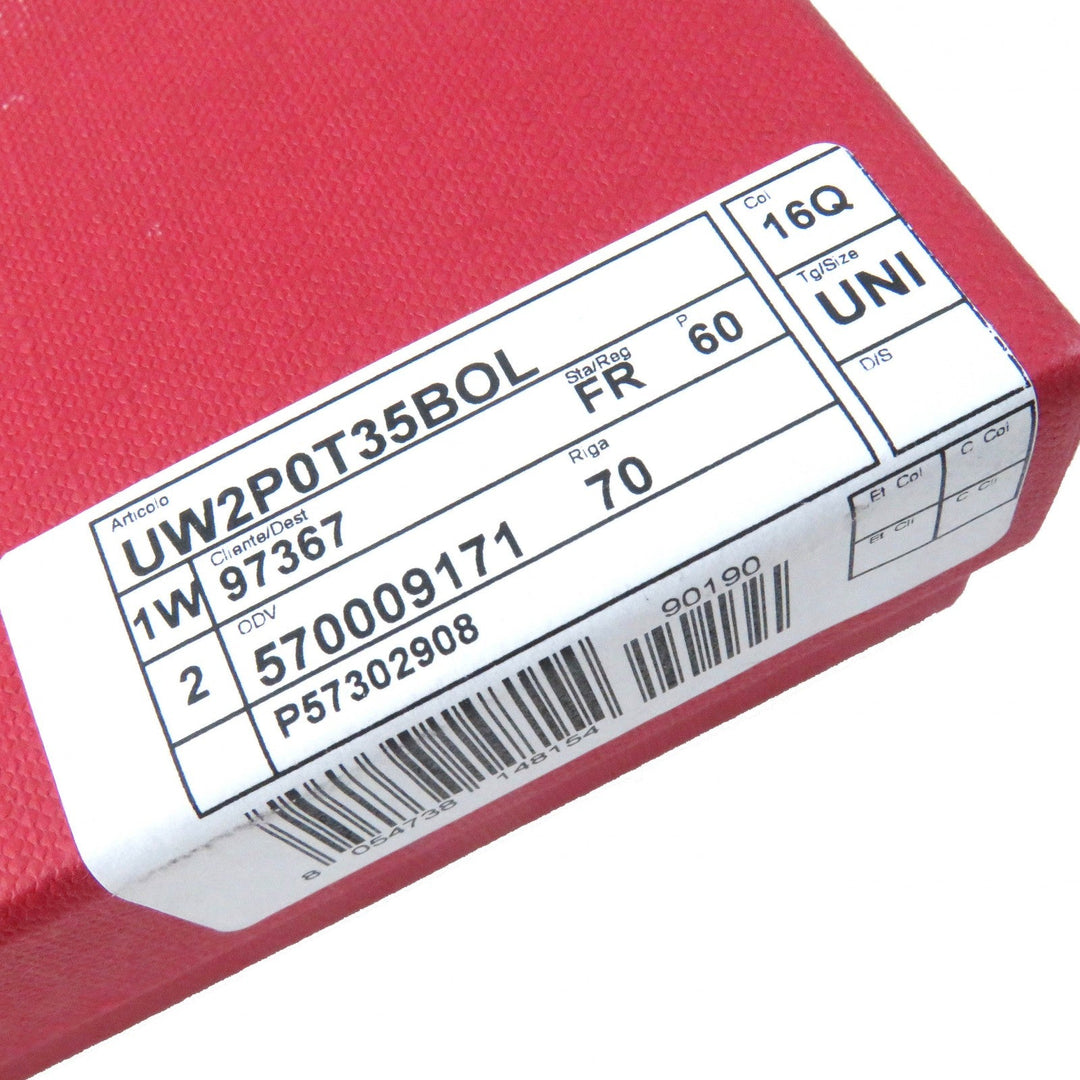 Articolo
UW2P0T35BOL
Col
16Q
1W
Cliente/Dest
97367
Sta/Reg
FR
P
60
Tg/Size
UNI
2
ODV
570009171
Riga
70
D/S
P57302908
Et Col
C Col
Et Cli
C Cli
8 054738 148154
90190